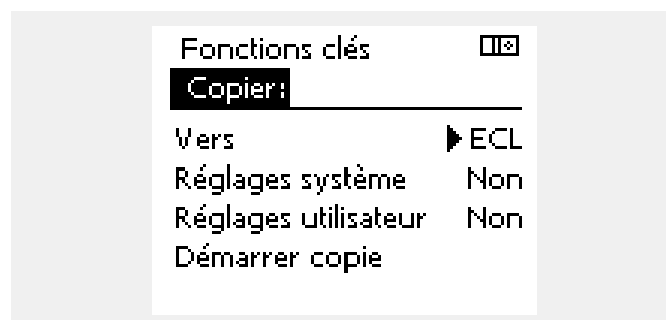 Fonctions clés
Copier:
Vers ECL
Réglages système Non
Réglages utilisateur Non
Démarrer copie